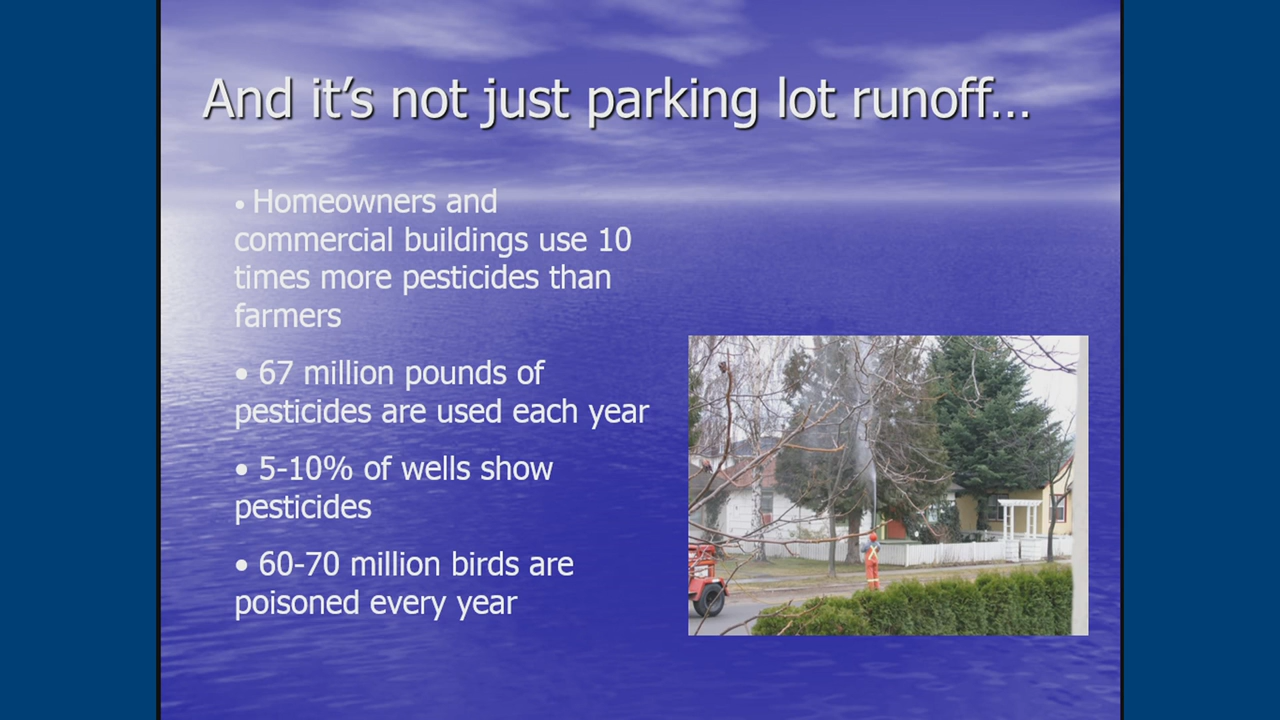 And it’s not just parking lot runoff…
• Homeowners and
commercial buildings use 10
times more pesticides than
farmers
• 67 million pounds of
pesticides are used each year
• 5-10% of wells show
pesticides
• 60-70 million birds are
poisoned every year